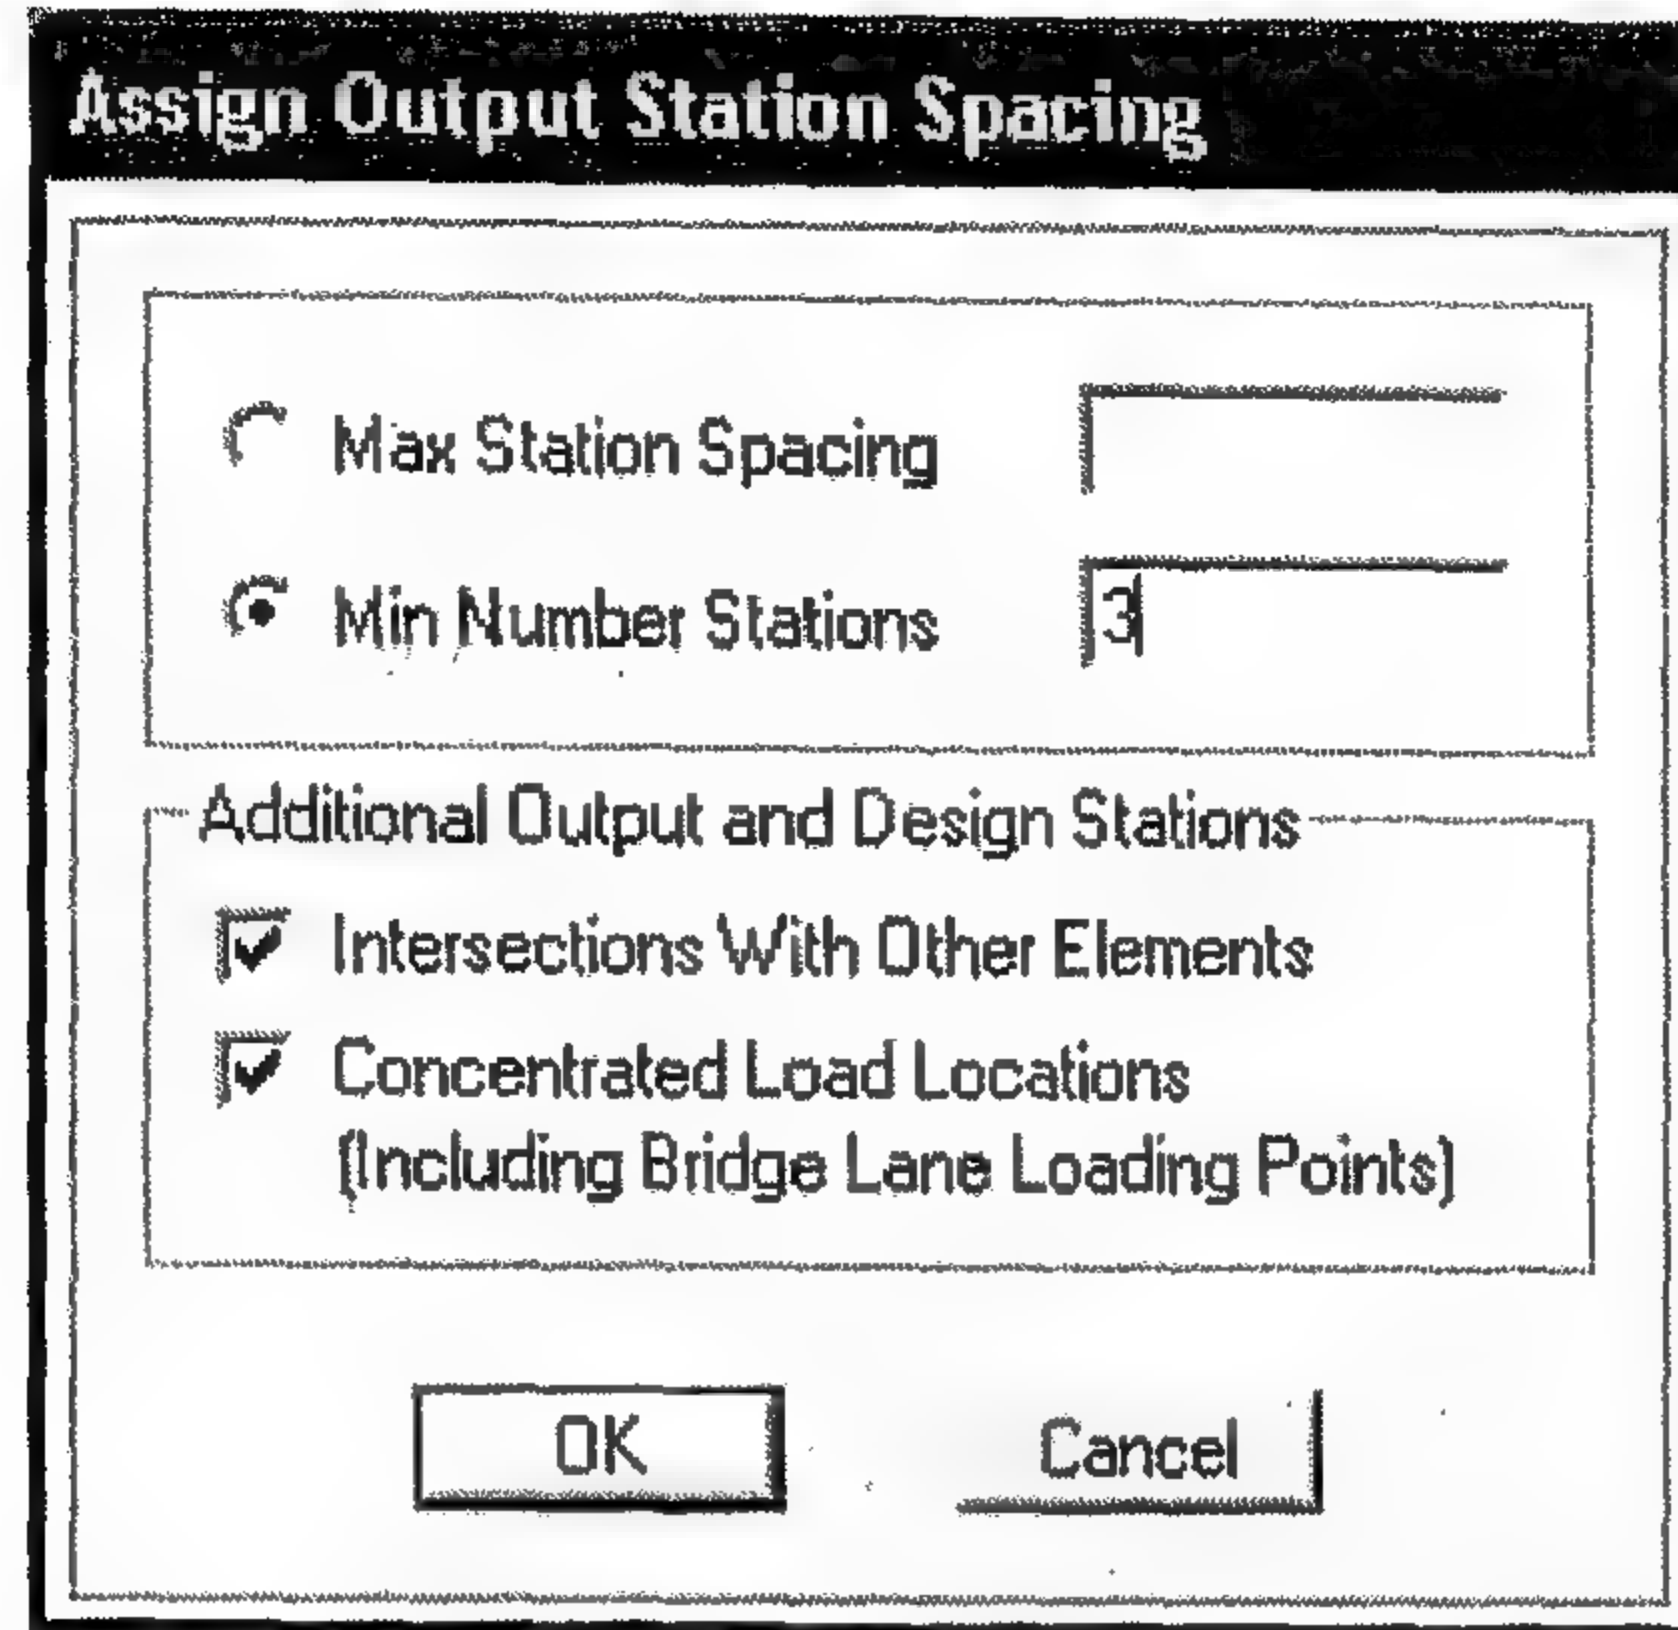 Assign Output Station Spacing
Max Station Spacing
Min Number Stations 3
Additional Output and Design Stations
Intersections With Other Elements
Concentrated Load Locations
(Including Bridge Lane Loading Points)
OK Cancel